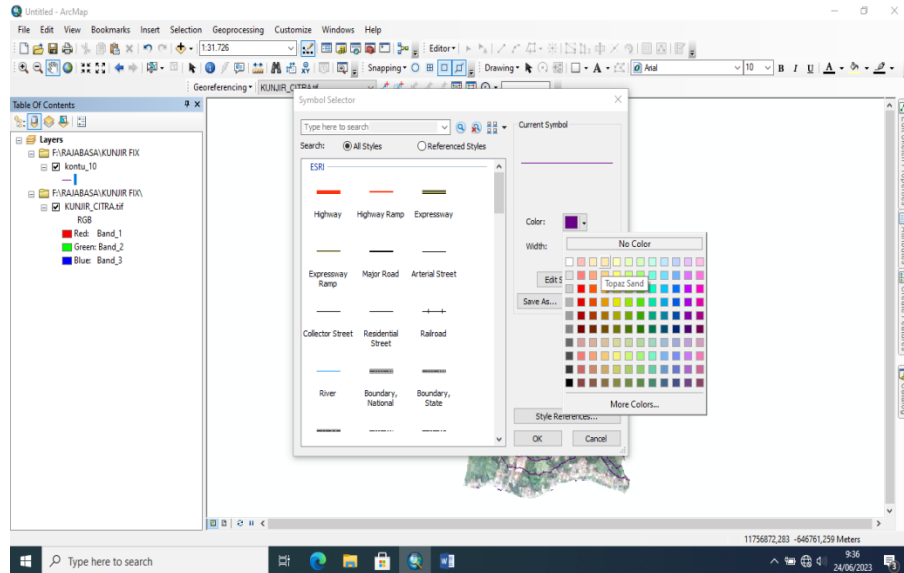 Untitled - ArcMap
File Edit View Bookmarks Insert Selection Geoprocessing Customize Windows Help
1:31.726
Editor
Snapping
Drawing
Arial
10
B I U A
Georeferencing
Table Of Contents
Layers
F:\RAJABASA\KUNJIR FIX
kontu_10
F:\RAJABASA\KUNJIR FIX\
KUNJIR_CITRA.tif
RGB
Red: Band_1
Green: Band_2
Blue: Band_3
Symbol Selector
Type here to search
Search: All Styles Referenced Styles
ESRI
Highway Highway Ramp Expressway
Expressway Ramp Major Road Arterial Street
Collector Street Residential Street Railroad
River Boundary, National Boundary, State
Current Symbol
Color:
Width:
Edit S
Save As...
Style References...
OK Cancel
No Color
Topaz Sand
More Colors...
Catalog
11756872,283 -646761,259 Meters
Type here to search
9:36
24/06/2023